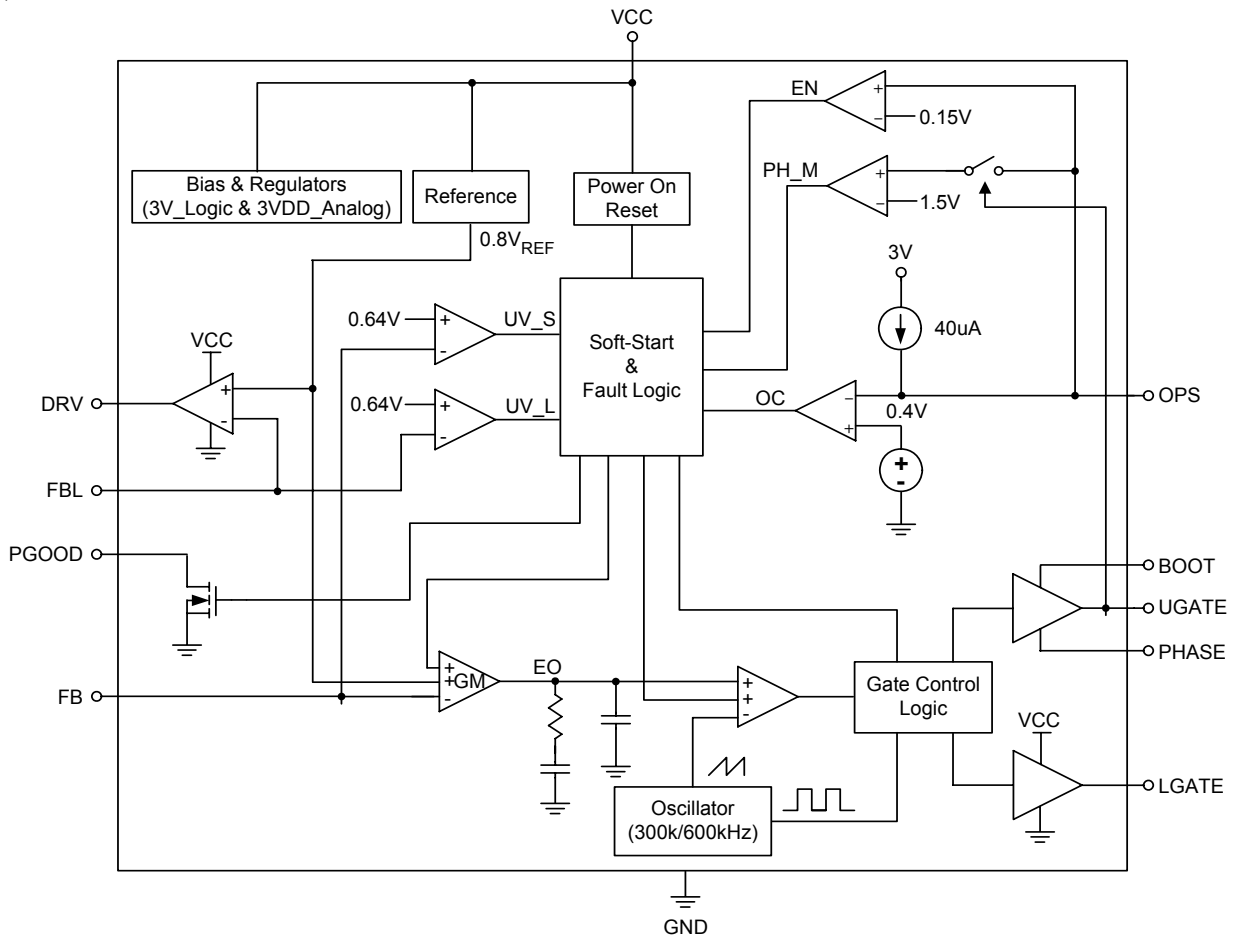 VCC
EN
+
−
0.15V
Bias & Regulators
(3V_Logic & 3VDD_Analog)
Reference
Power On
Reset
PH_M
+
−
1.5V
0.8VREF
3V
40uA
0.64V
+
-
UV_S
VCC
Soft-Start
&
Fault Logic
DRV
+
-
0.64V
+
-
UV_L
OC
−
+
0.4V
OPS
+
-
FBL
PGOOD
BOOT
UGATE
PHASE
FB
+
+
-
GM
EO
+
+
-
Gate Control
Logic
VCC
LGATE
Oscillator
(300k/600kHz)
GND